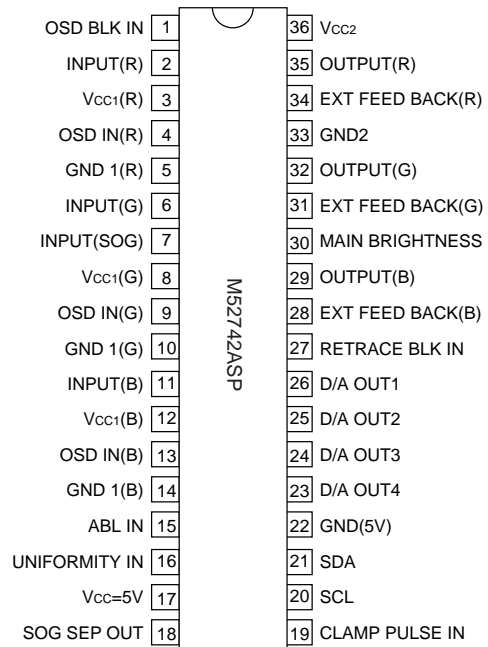 OSD BLK IN 1 36 VCC2
INPUT(R) 2 35 OUTPUT(R)
VCC1(R) 3 34 EXT FEED BACK(R)
OSD IN(R) 4 33 GND2
GND 1(R) 5 32 OUTPUT(G)
INPUT(G) 6 31 EXT FEED BACK(G)
INPUT(SOG) 7 30 MAIN BRIGHTNESS
VCC1(G) 8 29 OUTPUT(B)
OSD IN(G) 9 28 EXT FEED BACK(B)
GND 1(G) 10 27 RETRACE BLK IN
INPUT(B) 11 26 D/A OUT1
VCC1(B) 12 25 D/A OUT2
OSD IN(B) 13 24 D/A OUT3
GND 1(B) 14 23 D/A OUT4
ABL IN 15 22 GND(5V)
UNIFORMITY IN 16 21 SDA
VCC=5V 17 20 SCL
SOG SEP OUT 18 19 CLAMP PULSE IN
M52742ASP